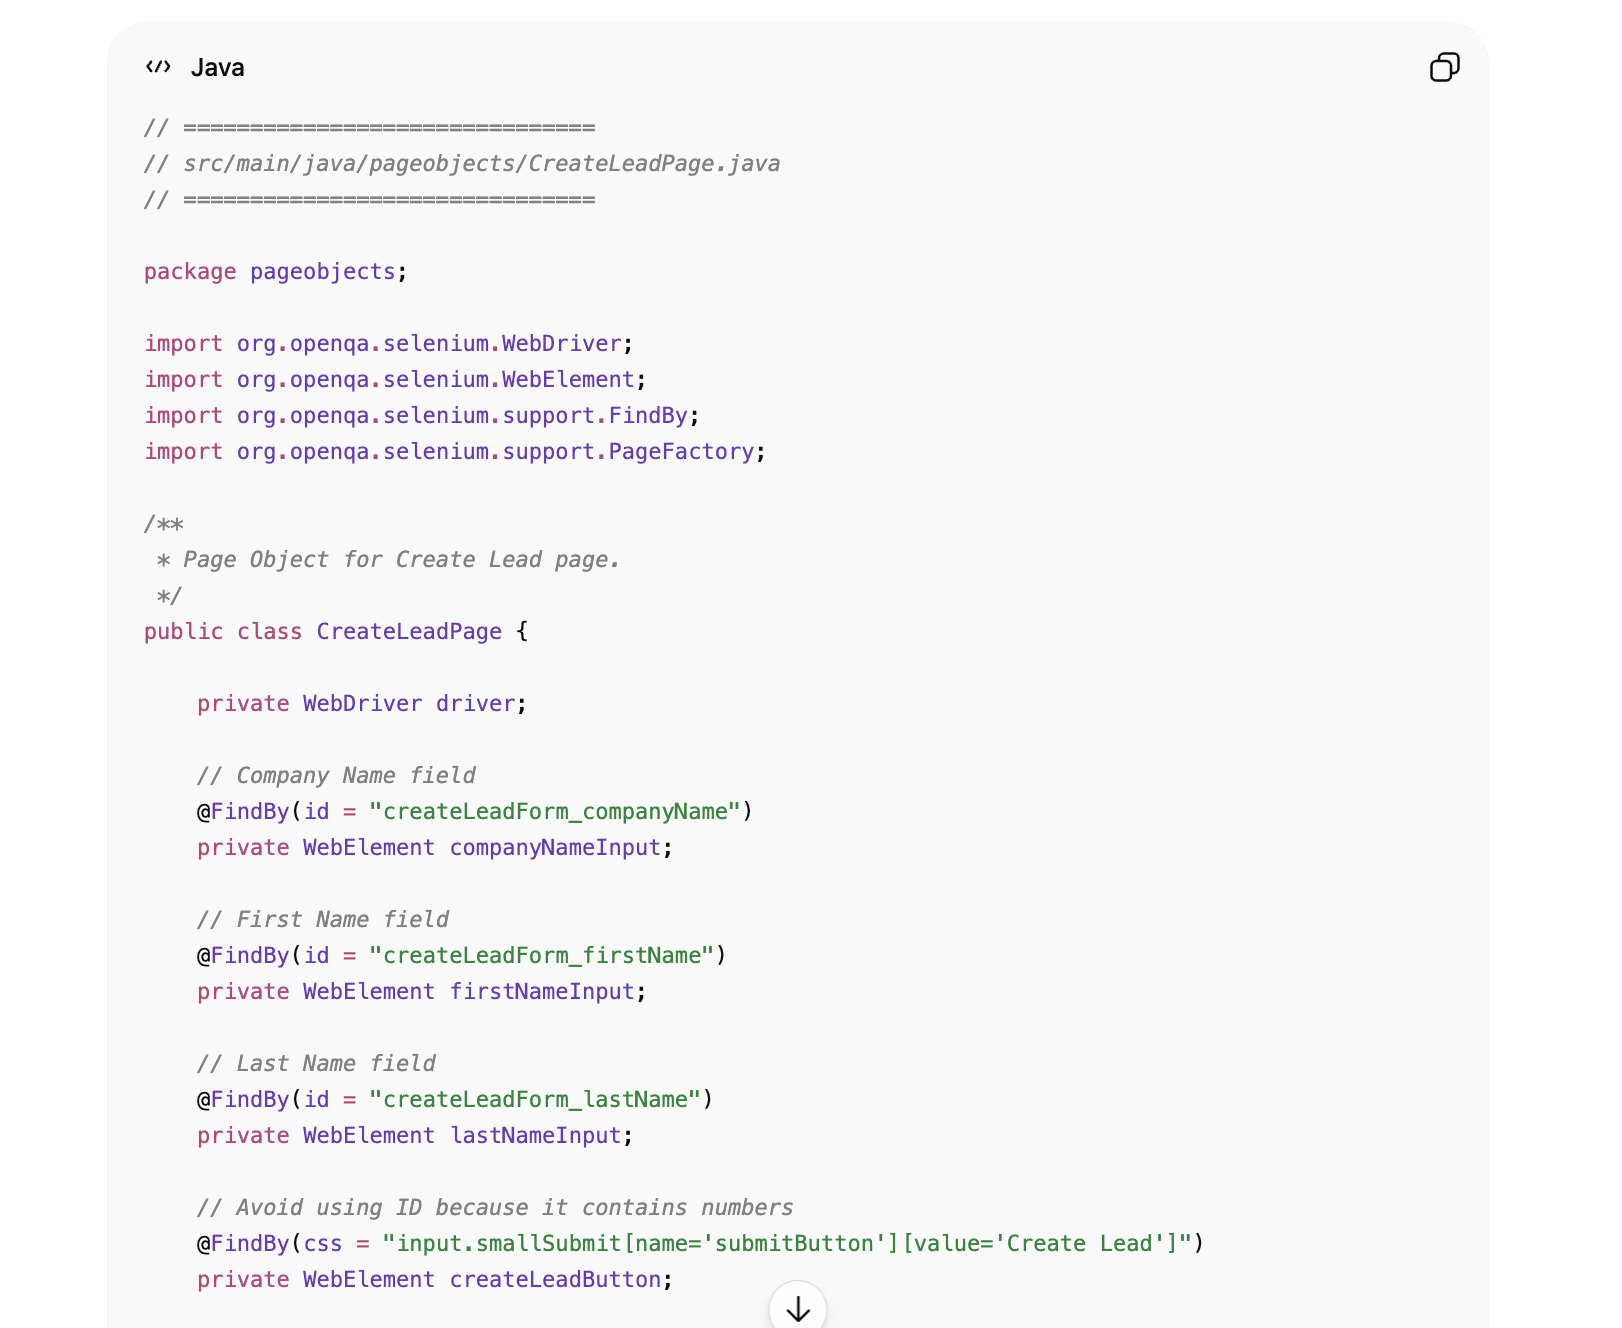 Java
// ===============================
// src/main/java/pageobjects/CreateLeadPage.java
// ===============================
package pageobjects;
import org.openqa.selenium.WebDriver;
import org.openqa.selenium.WebElement;
import org.openqa.selenium.support.FindBy;
import org.openqa.selenium.support.PageFactory;
/**
 * Page Object for Create Lead page.
 */
public class CreateLeadPage {
    private WebDriver driver;
    // Company Name field
    @FindBy(id = "createLeadForm_companyName")
    private WebElement companyNameInput;
    // First Name field
    @FindBy(id = "createLeadForm_firstName")
    private WebElement firstNameInput;
    // Last Name field
    @FindBy(id = "createLeadForm_lastName")
    private WebElement lastNameInput;
    // Avoid using ID because it contains numbers
    @FindBy(css = "input.smallSubmit[name='submitButton'][value='Create Lead']")
    private WebElement createLeadButton;